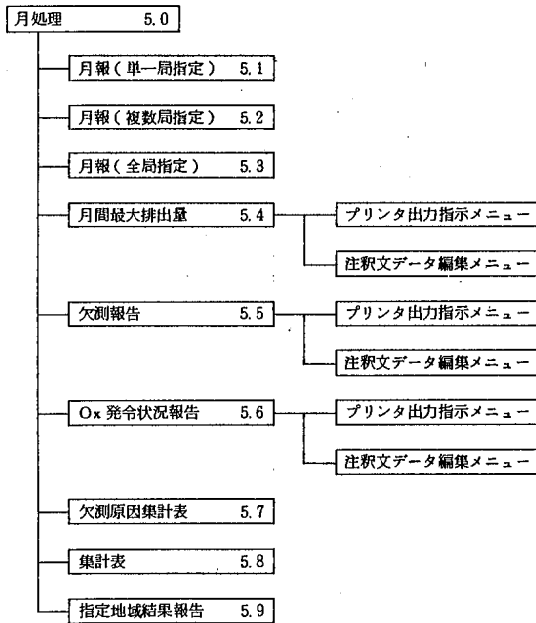 月処理 5.0
月報(単一局指定) 5.1
月報(複数局指定) 5.2
月報(全局指定) 5.3
月間最大排出量 5.4
プリンタ出力指示メニュー
注釈文データ編集メニュー
欠測報告 5.5
プリンタ出力指示メニュー
注釈文データ編集メニュー
Ox 発令状況報告 5.6
プリンタ出力指示メニュー
注釈文データ編集メニュー
欠測原因集計表 5.7
集計表 5.8
指定地域結果報告 5.9